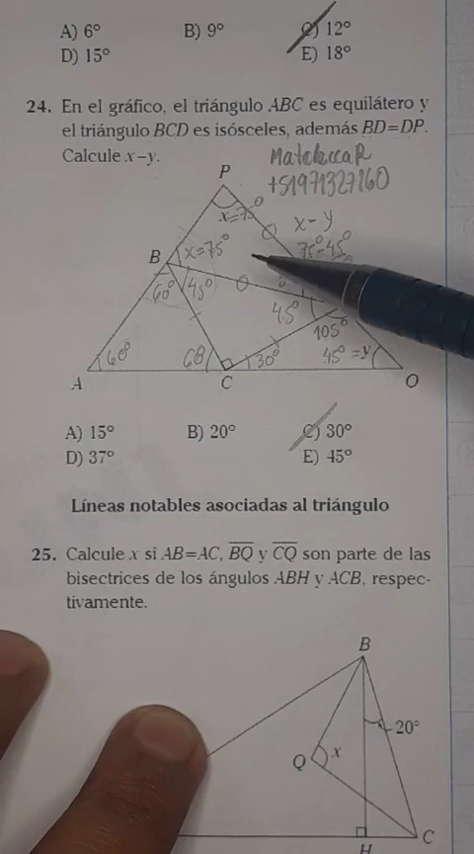 A) 6° B) 9° C) 12°
D) 15° E) 18°
24. En el gráfico, el triángulo ABC es equilátero y
el triángulo BCD es isósceles, además BD=DP.
Calcule x-y.
+51971327160
P
x=75°
x-y
75°-45°
B
x=75°
60° 45°
45°
105°
60°
30°
45°=y
A
C
O
A) 15° B) 20° C) 30°
D) 37° E) 45°
Líneas notables asociadas al triángulo
25. Calcule x si AB=AC, BQ y CQ son parte de las
bisectrices de los ángulos ABH y ACB, respec-
tivamente.
B
20°
Q
x
C
H